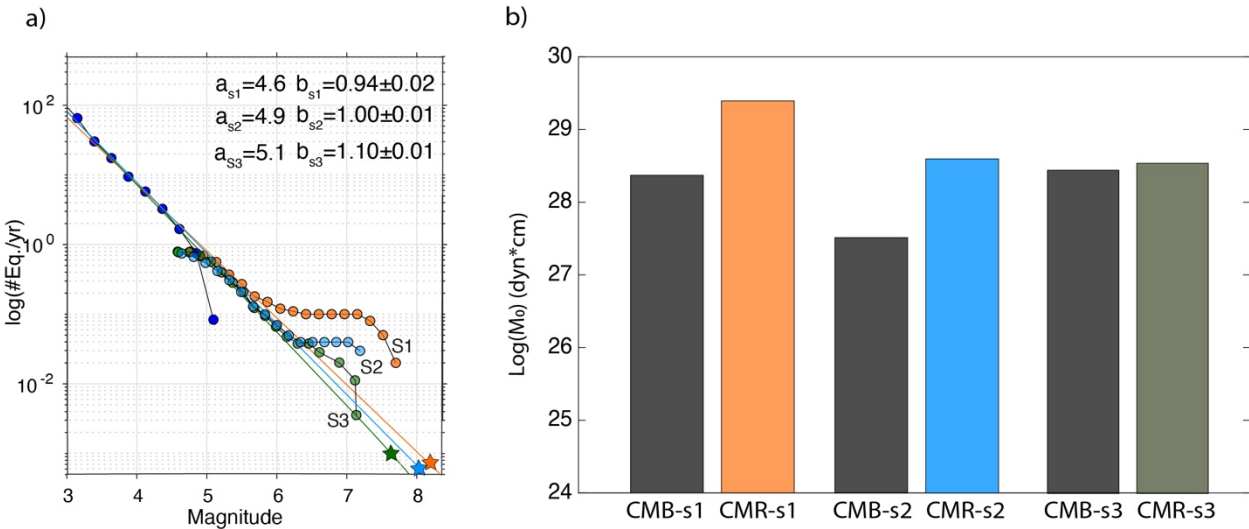 a)
a_s1=4.6 b_s1=0.94±0.02
a_s2=4.9 b_s2=1.00±0.01
a_S3=5.1 b_s3=1.10±0.01
log(#Eq./yr)
10^2
10^0
10^-2
S1
S2
S3
3 4 5 6 7 8
Magnitude
b)
Log(M₀) (dyn*cm)
30
29
28
27
26
25
24
CMB-s1 CMR-s1 CMB-s2 CMR-s2 CMB-s3 CMR-s3